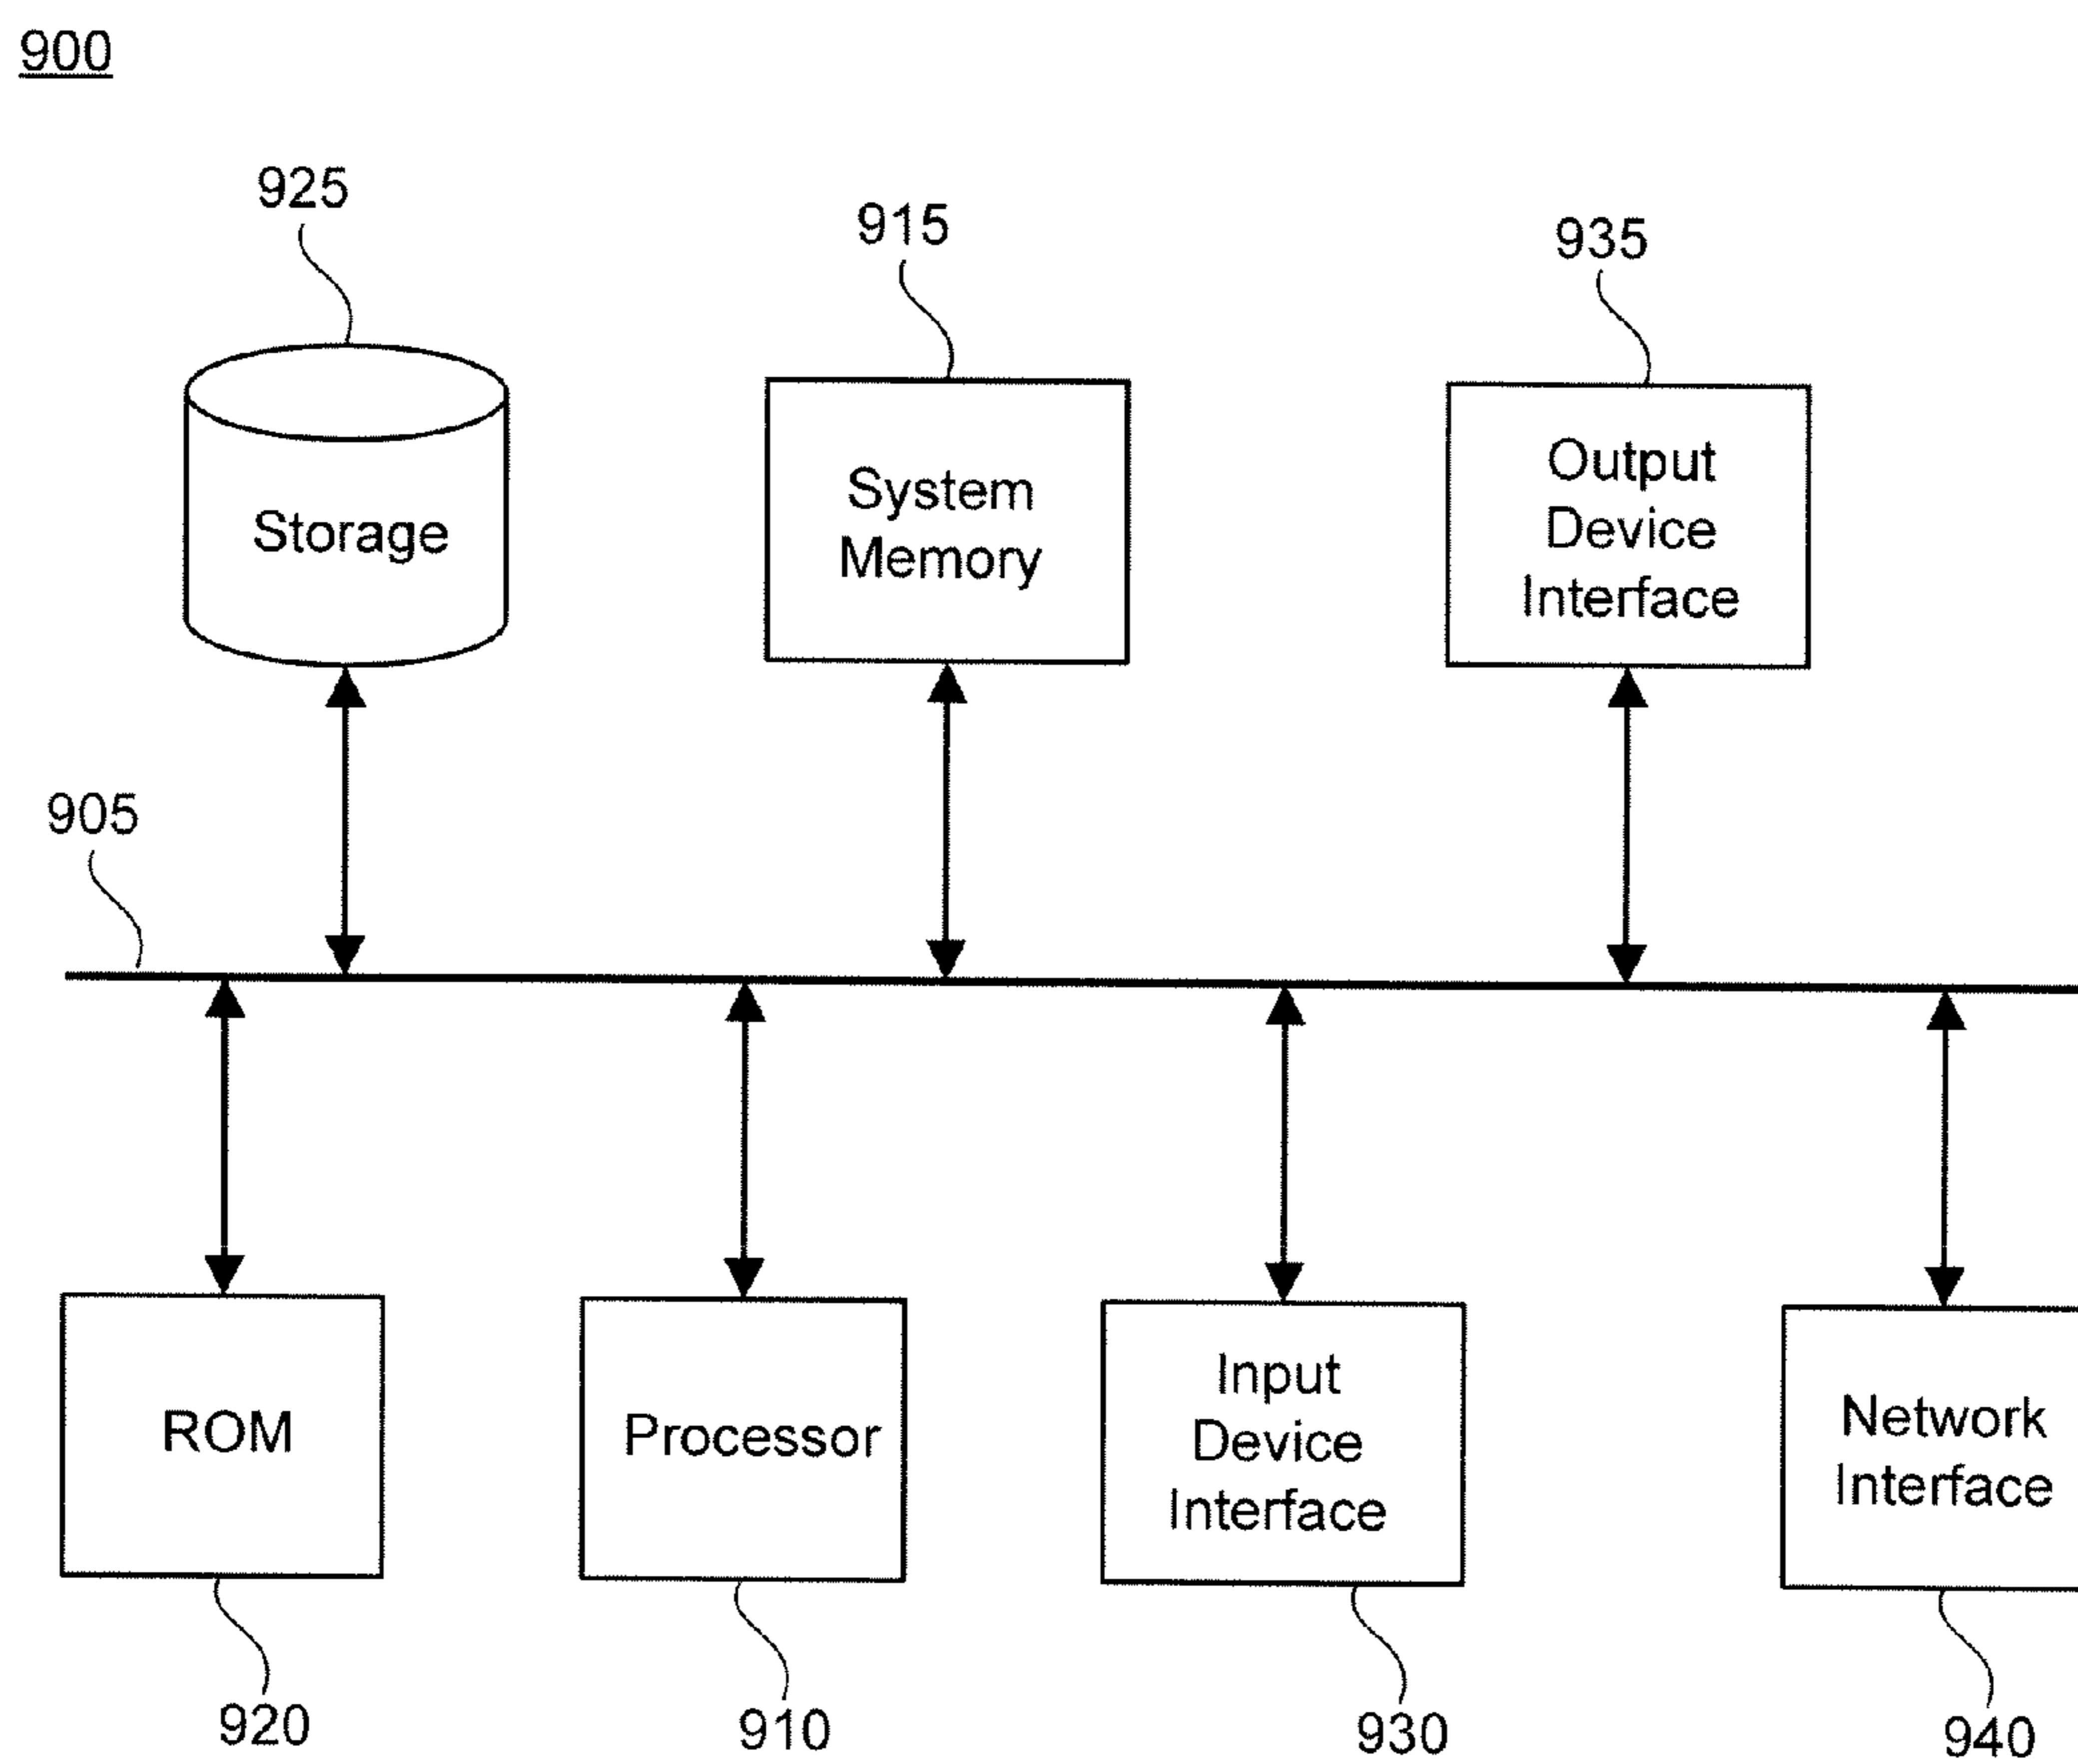 900
925
915
935
Storage
System
Memory
Output
Device
Interface
905
ROM
Processor
Input
Device
Interface
Network
Interface
920
910
930
940